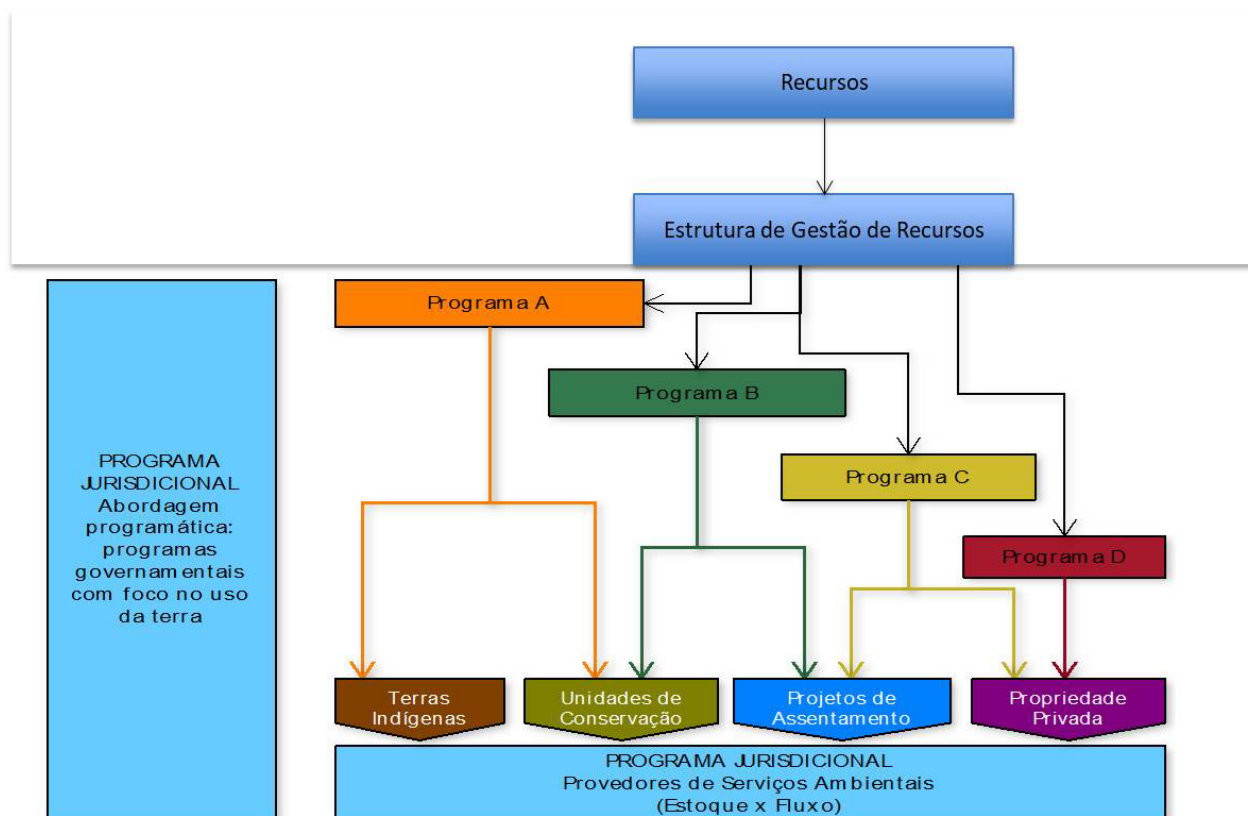 Recursos
Estrutura de Gestão de Recursos
Programa A
Programa B
Programa C
Programa D
PROGRAMA
JURISDICIONAL
Abordagem
programática:
programas
governamentais
com foco no uso
da terra
Terras
Indígenas
Unidades de
Conservação
Projetos de
Assentamento
Propriedade
Privada
PROGRAMA JURISDICIONAL
Provedores de Serviços Ambientais
(Estoque x Fluxo)